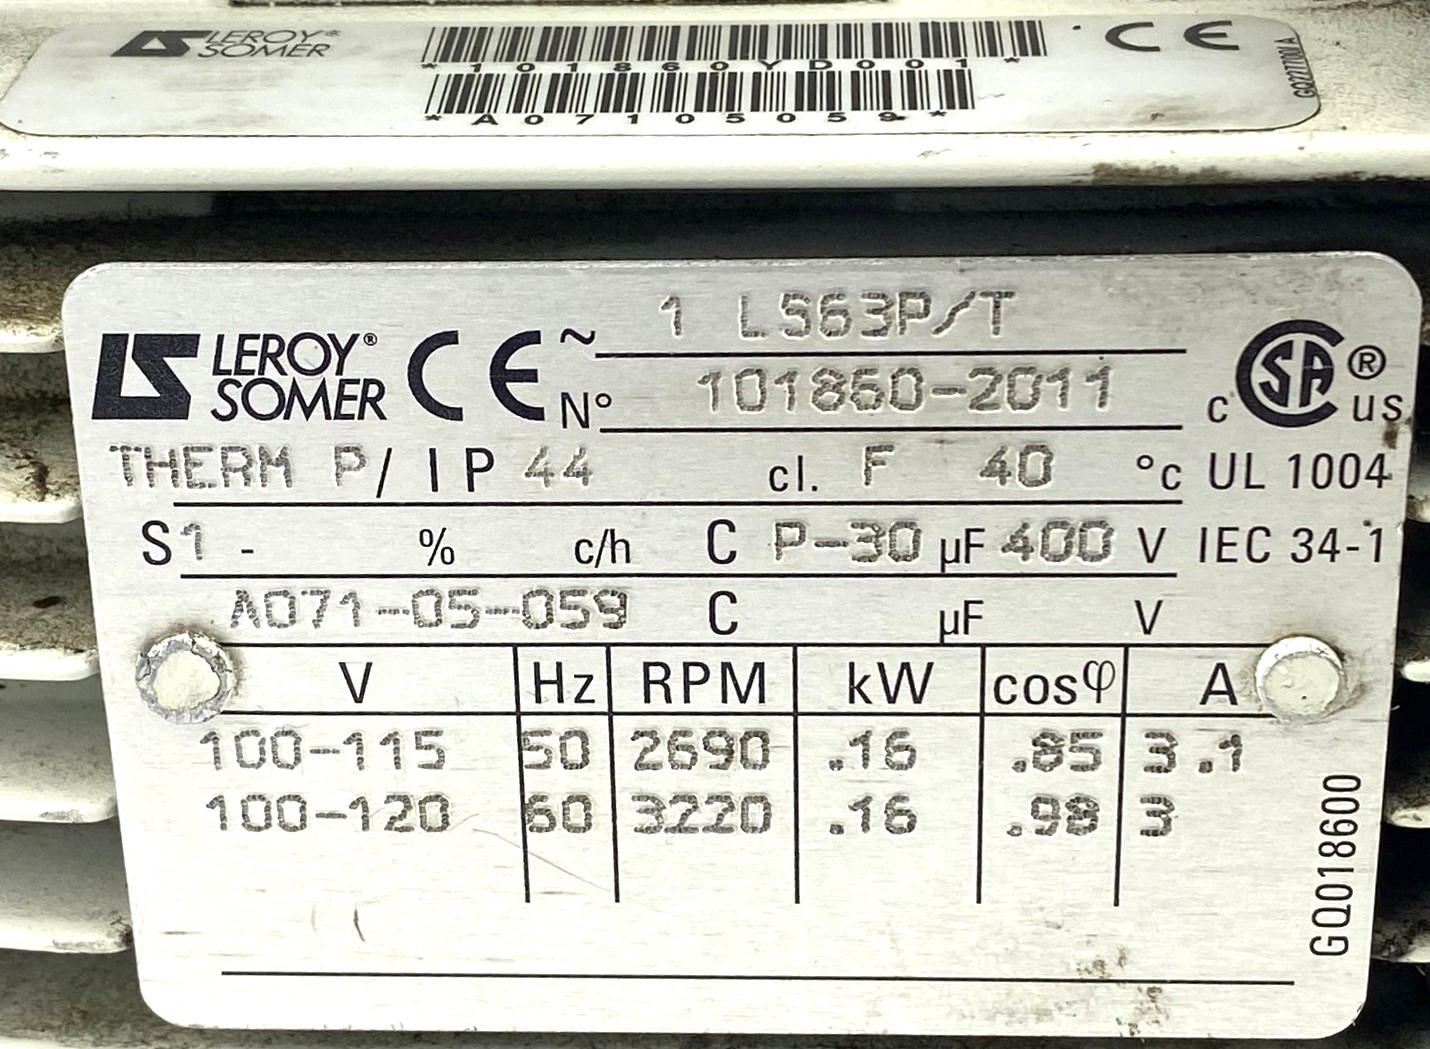 LEROY® SOMER
*101860YD001*
CE
*A07105059*
GQ227700 A
1 LS63P/T
LEROY® SOMER CE ~
N° 101860-2011
c CSA ® us
THERM P/ IP 44 cl. F 40 °c UL 1004
S1 - % c/h C P-30 µF 400 V IEC 34-1
A071-05-059 C µF V
V Hz RPM kW cosφ A
100-115 50 2690 .16 .85 3.1
100-120 60 3220 .16 .98 3
GQ018600